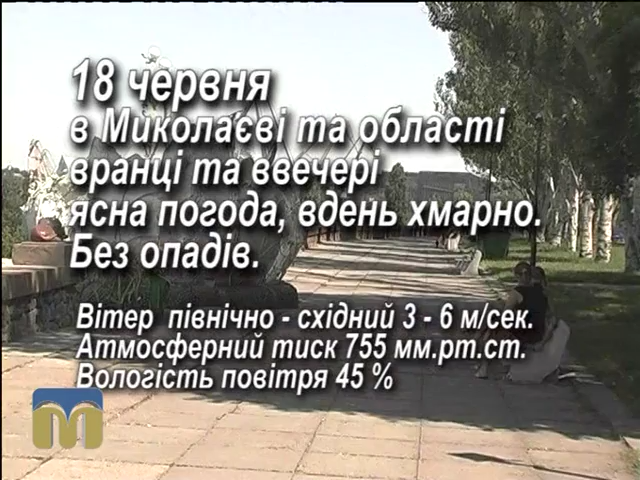 18 червня
в Миколаєві та області
вранці та ввечері
ясна погода, вдень хмарно.
Без опадів.
Вітер північно - східний 3 - 6 м/сек.
Атмосферний тиск 755 мм.рт.ст.
Вологість повітря 45 %
М